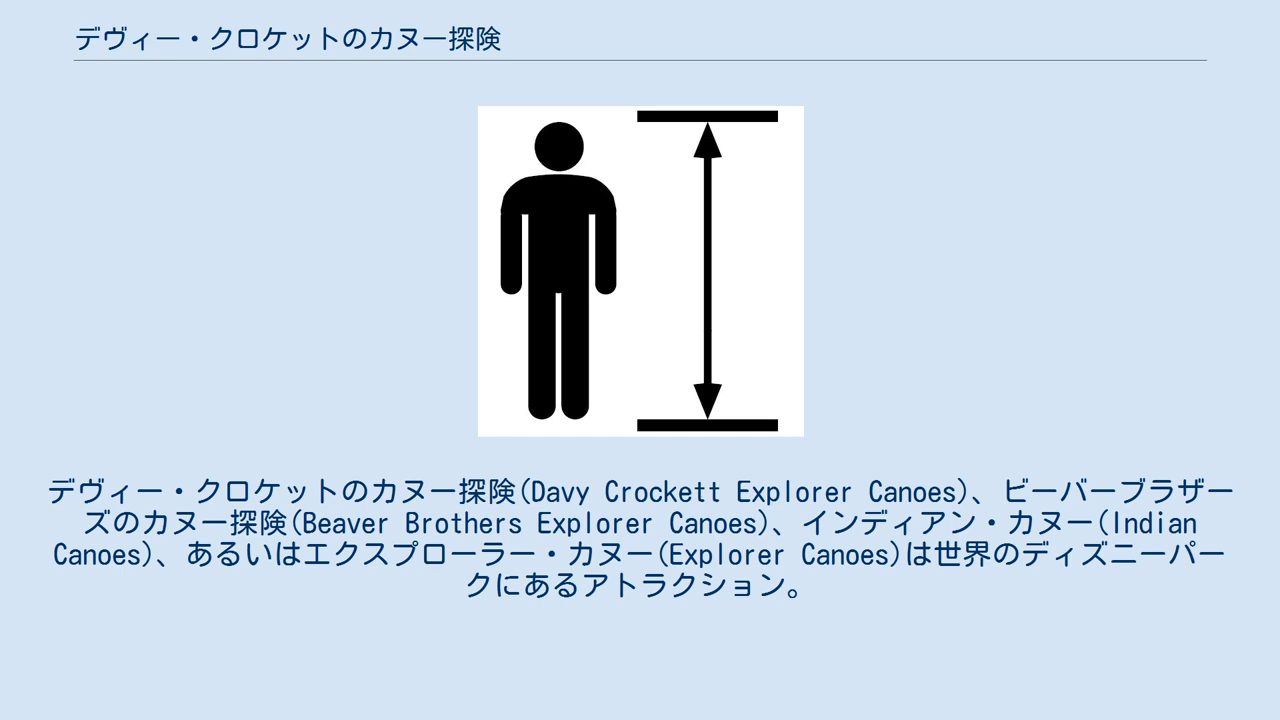 デヴィー・クロケットのカヌー探険
デヴィー・クロケットのカヌー探険(Davy Crockett Explorer Canoes)、ビーバーブラザー
ズのカヌー探険(Beaver Brothers Explorer Canoes)、インディアン・カヌー(Indian
Canoes)、あるいはエクスプローラー・カヌー(Explorer Canoes)は世界のディズニーパー
クにあるアトラクション。